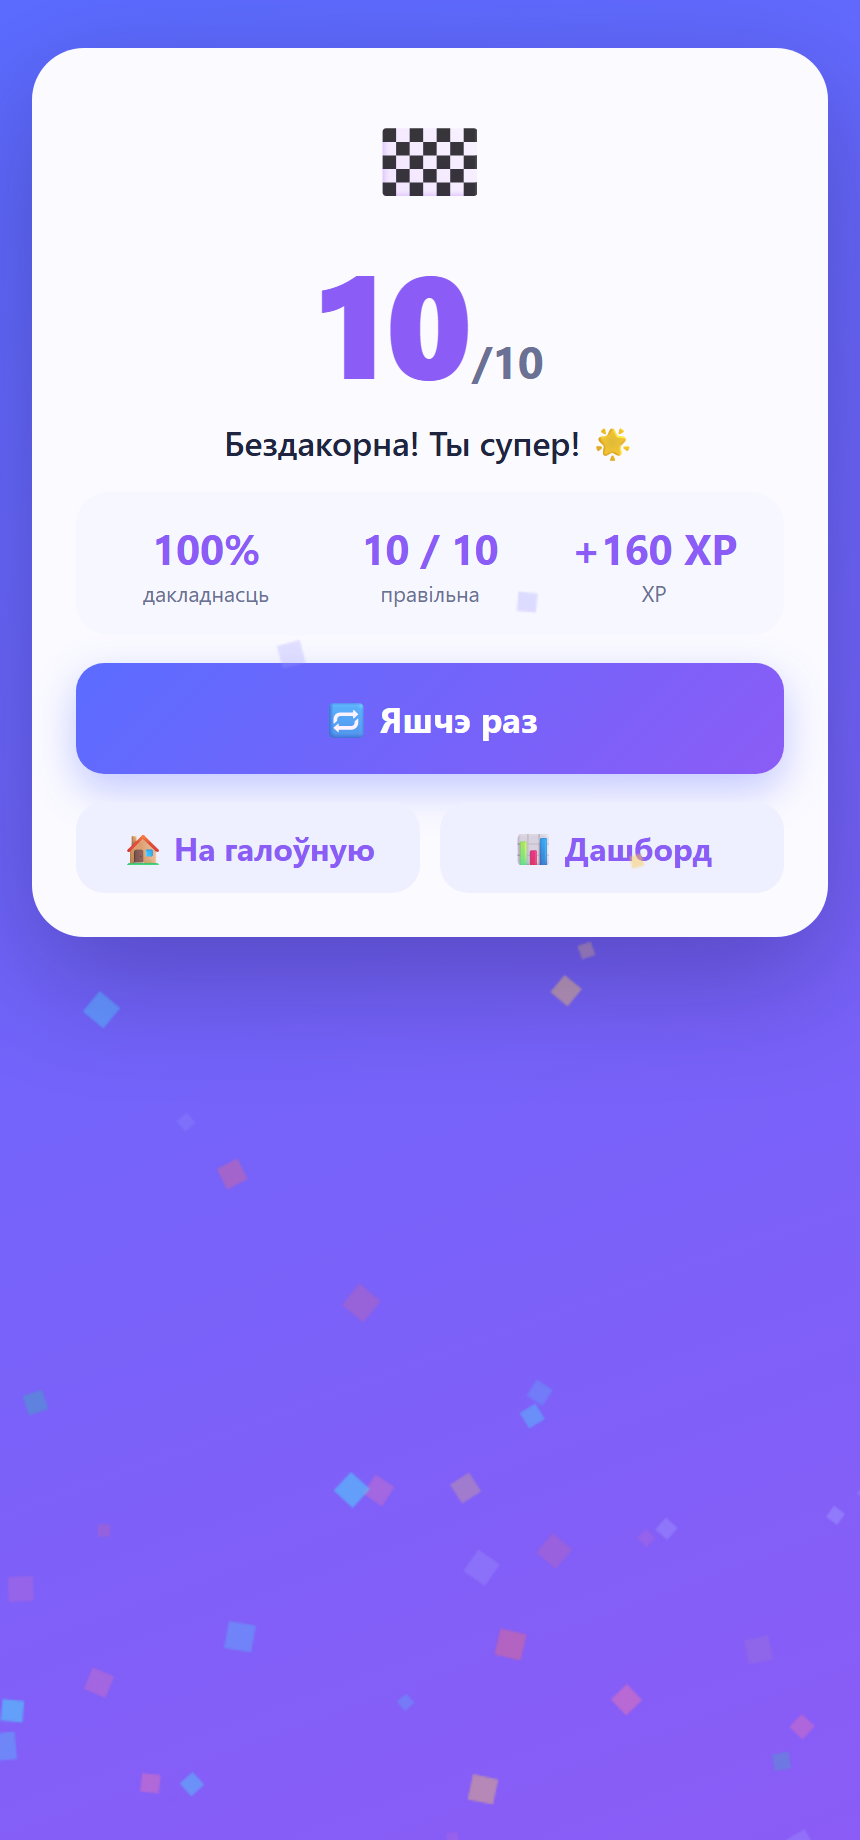 10/10
Бездакорна! Ты супер! 🌟
100% 10 / 10 +160 XP
дакладнасць правільна XP
🔁 Яшчэ раз
🏠 На галоўную 📊 Дашборд